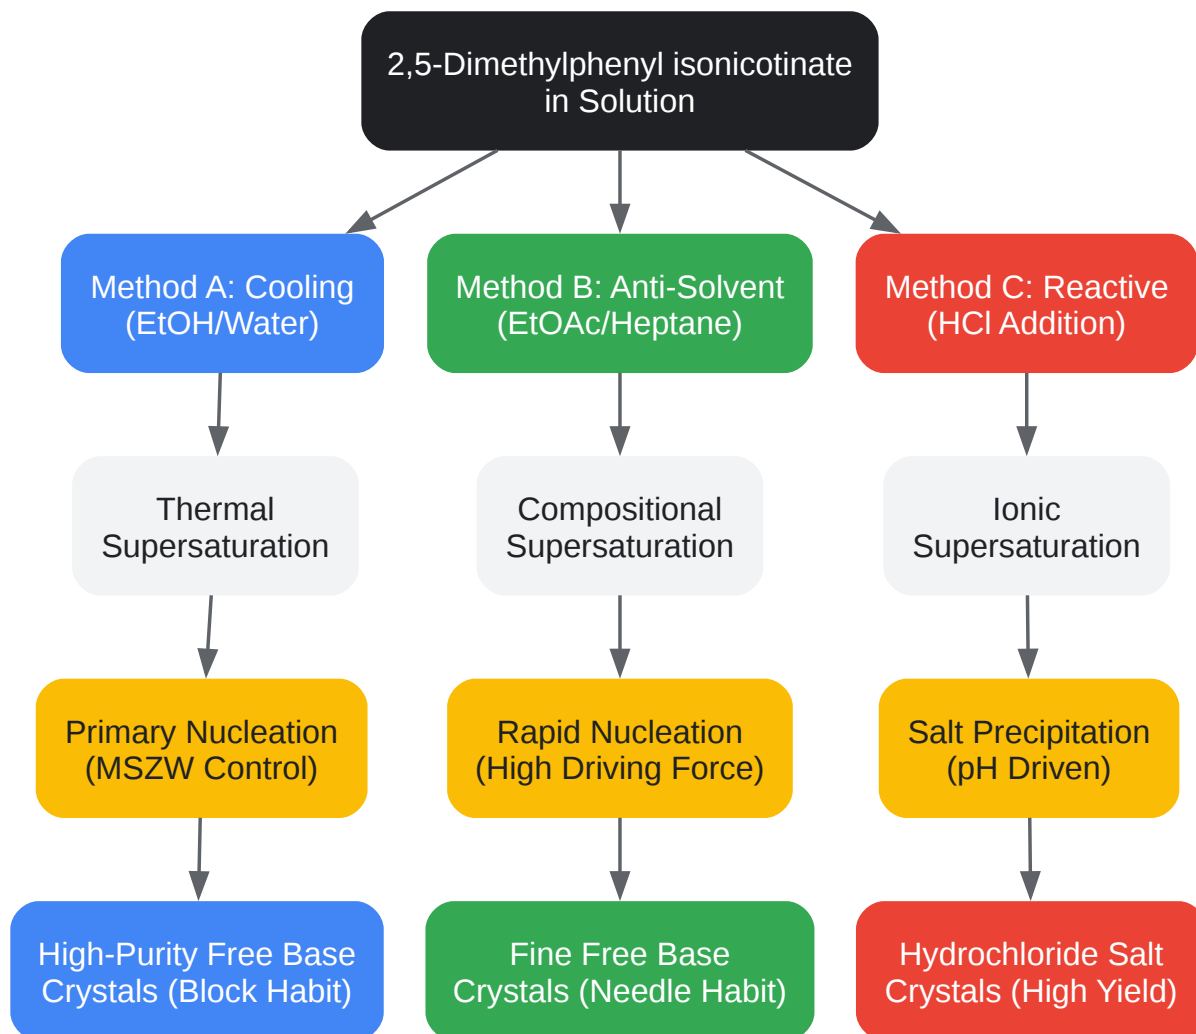 2,5-Dimethylphenyl isonicotinate
in Solution
Method A: Cooling
(EtOH/Water)
Method B: Anti-Solvent
(EtOAc/Heptane)
Method C: Reactive
(HCl Addition)
Thermal
Supersaturation
Compositional
Supersaturation
Ionic
Supersaturation
Primary Nucleation
(MSZW Control)
Rapid Nucleation
(High Driving Force)
Salt Precipitation
(pH Driven)
High-Purity Free Base
Crystals (Block Habit)
Fine Free Base
Crystals (Needle Habit)
Hydrochloride Salt
Crystals (High Yield)